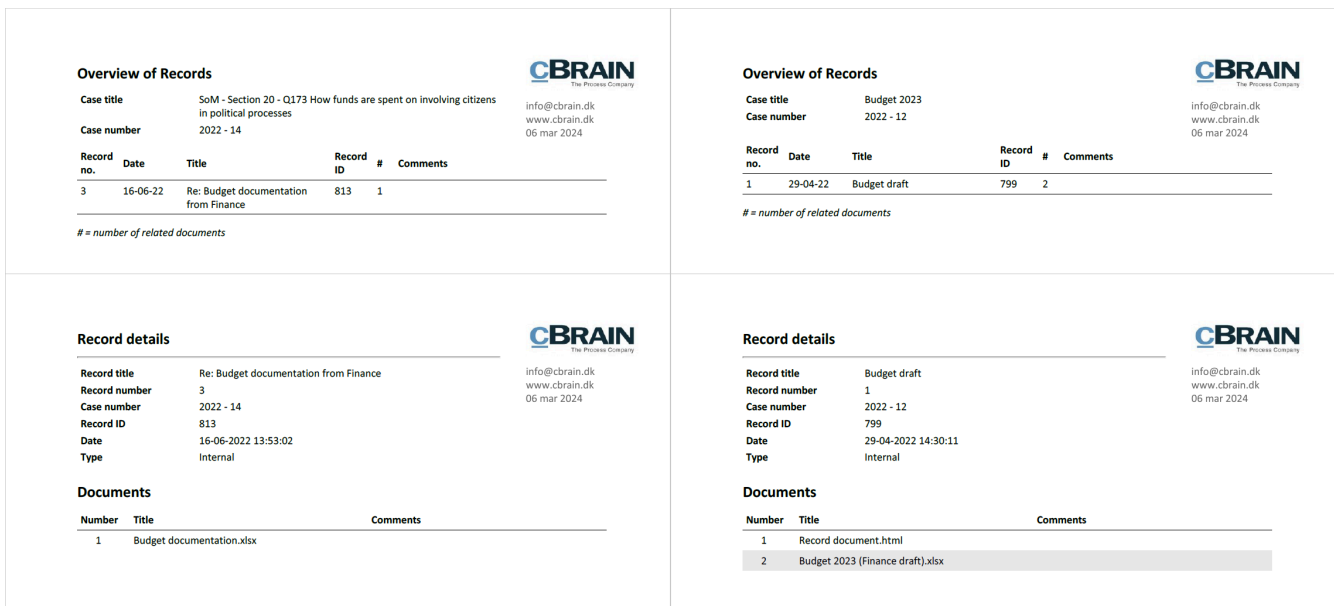 Overview of Records
cBRAIN
The Process Company
Case title SoM - Section 20 - Q173 How funds are spent on involving citizens
in political processes
info@cbrain.dk
www.cbrain.dk
06 mar 2024
Case number 2022 - 14
Record no. Date Title Record ID # Comments
3 16-06-22 Re: Budget documentation 813 1
from Finance
# = number of related documents
Overview of Records
cBRAIN
The Process Company
Case title Budget 2023
Case number 2022 - 12
info@cbrain.dk
www.cbrain.dk
06 mar 2024
Record no. Date Title Record ID # Comments
1 29-04-22 Budget draft 799 2
# = number of related documents
Record details
cBRAIN
The Process Company
info@cbrain.dk
www.cbrain.dk
06 mar 2024
Record title Re: Budget documentation from Finance
Record number 3
Case number 2022 - 14
Record ID 813
Date 16-06-2022 13:53:02
Type Internal
Documents
Number Title Comments
1 Budget documentation.xlsx
Record details
cBRAIN
The Process Company
info@cbrain.dk
www.cbrain.dk
06 mar 2024
Record title Budget draft
Record number 1
Case number 2022 - 12
Record ID 799
Date 29-04-2022 14:30:11
Type Internal
Documents
Number Title Comments
1 Record document.html
2 Budget 2023 (Finance draft).xlsx